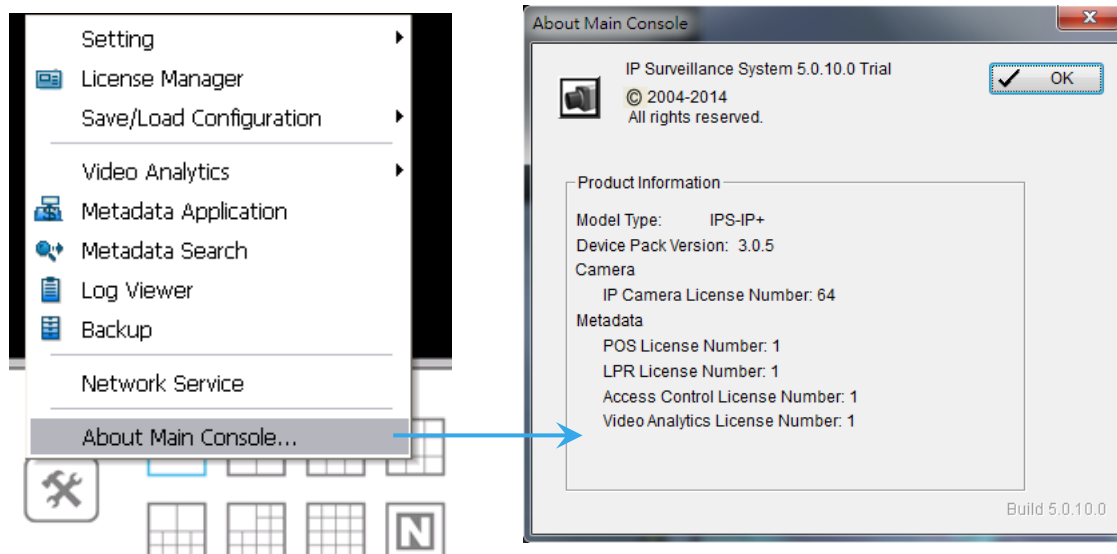 Setting
License Manager
Save/Load Configuration
Video Analytics
Metadata Application
Metadata Search
Log Viewer
Backup
Network Service
About Main Console...
N
About Main Console
IP Surveillance System 5.0.10.0 Trial
© 2004-2014
All rights reserved.
OK
Product Information
Model Type: IPS-IP+
Device Pack Version: 3.0.5
Camera
IP Camera License Number: 64
Metadata
POS License Number: 1
LPR License Number: 1
Access Control License Number: 1
Video Analytics License Number: 1
Build 5.0.10.0